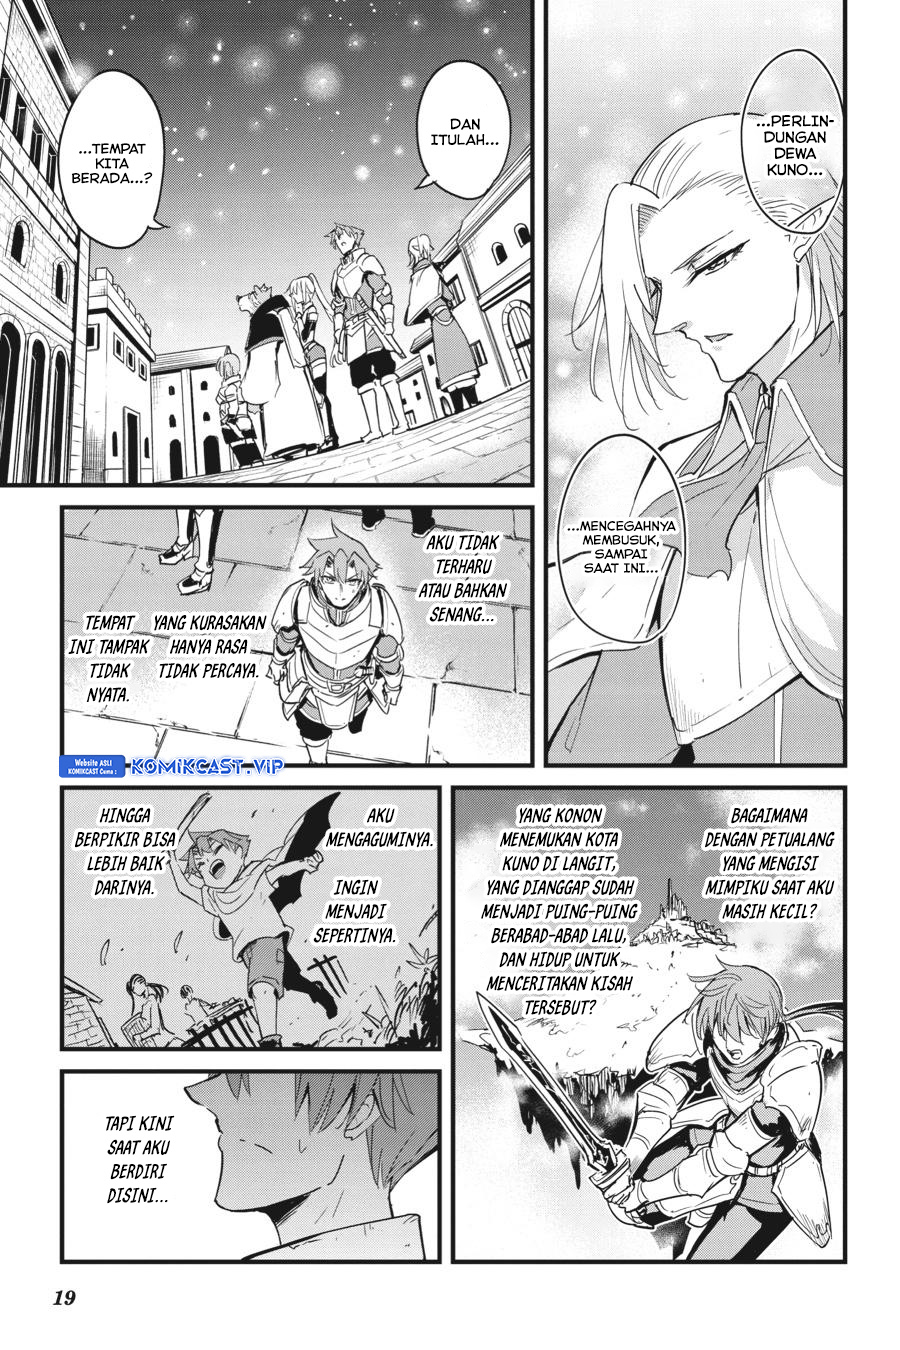 ...PERLIN-
DUNGAN
DEWA
KUNO...
...MENCEGAHNYA
MEMBUSUK,
SAMPAI
SAAT INI...
DAN
ITULAH...
...TEMPAT
KITA
BERADA...?
AKU TIDAK
TERHARU
ATAU BAHKAN
SENANG...
YANG KURASAKAN
HANYA RASA
TIDAK PERCAYA.
TEMPAT
INI TAMPAK
TIDAK
NYATA.
Website ASLI
KOMIKCAST Cuma :
KOMIKCAST.VIP
BAGAIMANA
DENGAN PETUALANG
YANG MENGISI
MIMPIKU SAAT AKU
MASIH KECIL?
YANG KONON
MENEMUKAN KOTA
KUNO DI LANGIT,
YANG DIANGGAP SUDAH
MENJADI PUING-PUING
BERABAD-ABAD LALU,
DAN HIDUP UNTUK
MENCERITAKAN KISAH
TERSEBUT?
AKU
MENGAGUMINYA.
INGIN
MENJADI
SEPERTINYA.
HINGGA
BERPIKIR BISA
LEBIH BAIK
DARINYA.
TAPI KINI
SAAT AKU
BERDIRI
DISINI...
19